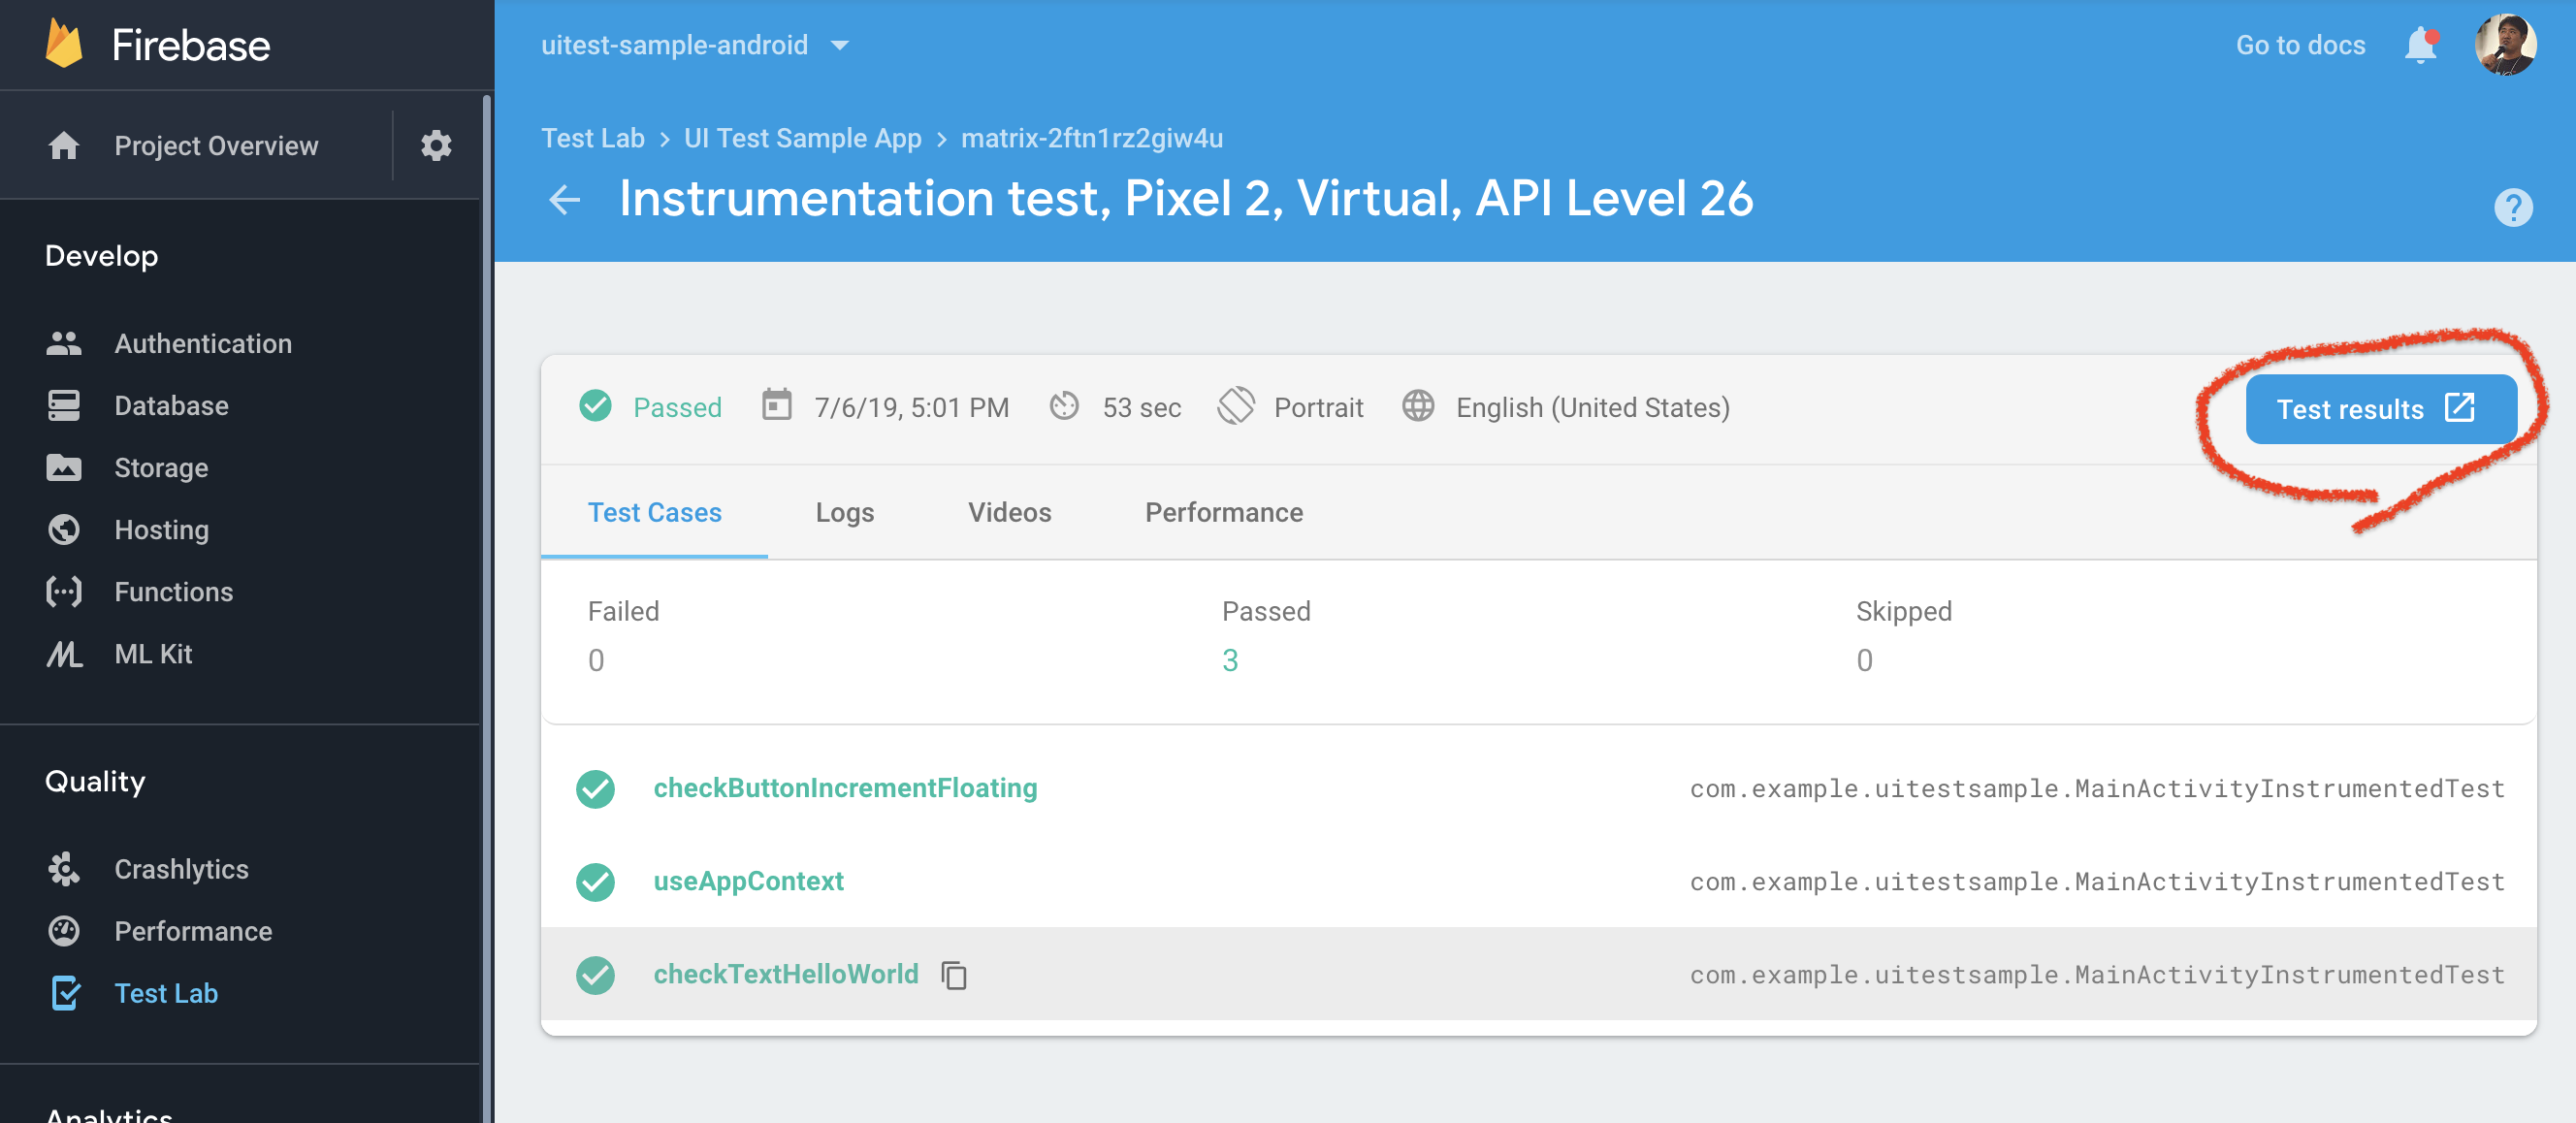 Firebase
uitest-sample-android
Go to docs
Project Overview
Test Lab > UI Test Sample App > matrix-2ftn1rz2giw4u
Instrumentation test, Pixel 2, Virtual, API Level 26
?
Develop
Authentication
Database
Storage
Hosting
Functions
ML Kit
Quality
Crashlytics
Performance
Test Lab
Analytics
Passed 7/6/19, 5:01 PM 53 sec Portrait English (United States) Test results
Test Cases Logs Videos Performance
Failed Passed Skipped
0 3 0
checkButtonIncrementFloating com.example.uitestsample.MainActivityInstrumentedTest
useAppContext com.example.uitestsample.MainActivityInstrumentedTest
checkTextHelloWorld com.example.uitestsample.MainActivityInstrumentedTest